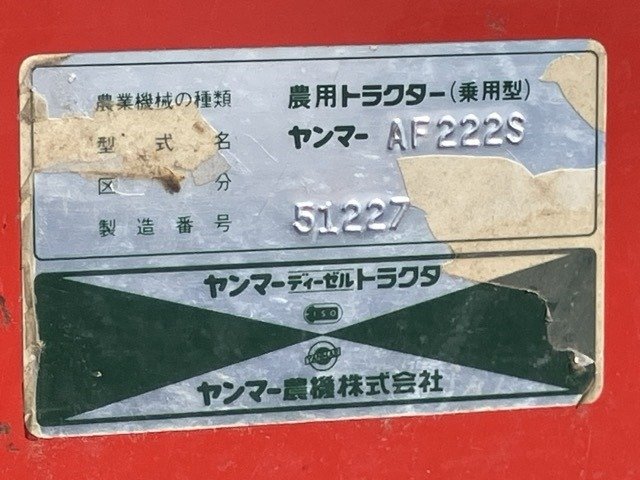 農業機械の種類 農用トラクター(乗用型)
型式名 ヤンマー AF222S
区分
製造番号 51227
ヤンマーディーゼルトラクタ
ISO
YANMAR
ヤンマー農機株式会社